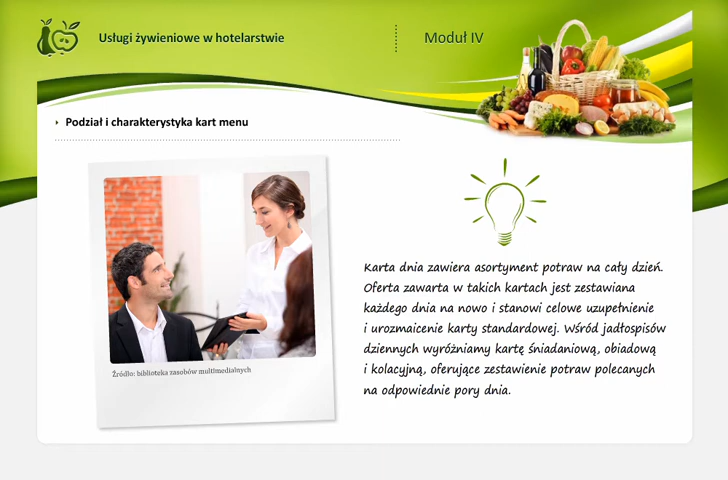 Usługi żywieniowe w hotelarstwie
Moduł IV
Podział i charakterystyka kart menu
Źródło: biblioteka zasobów multimedialnych
Karta dnia zawiera asortyment potraw na cały dzień.
Oferta zawarta w takich kartach jest zestawiana
każdego dnia na nowo i stanowi celowe uzupełnienie
i urozmaicenie karty standardowej. Wśród jadłospisów
dziennych wyróżniamy kartę śniadaniową, obiadową
i kolacyjną, oferujące zestawienie potraw polecanych
na odpowiednie pory dnia.